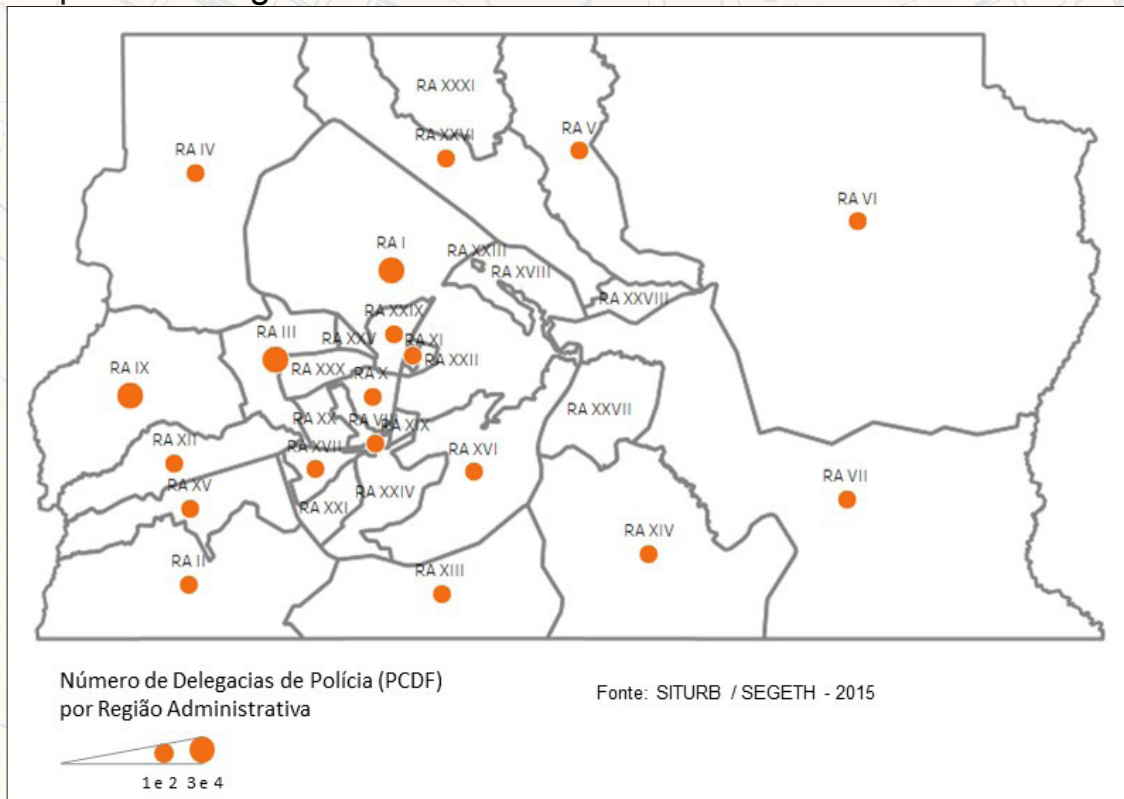 RA XXXI
RA XXVI
RA V
RA IV
RA VI
RA I
RA XXIII
RA XVIII
RA XXVIII
RA XXIX
RA III
RA XXV
RA XI
RA XXII
RA IX
RA XXX
RA X
RA XXVII
RA XX
RA VIII
RA XIX
RA XII
RA XVII
RA XVI
RA VII
RA XV
RA XXI
RA XXIV
RA XIV
RA II
RA XIII
Número de Delegacias de Polícia (PCDF)
por Região Administrativa
Fonte: SITURB / SEGETH - 2015
1 e 2 3 e 4